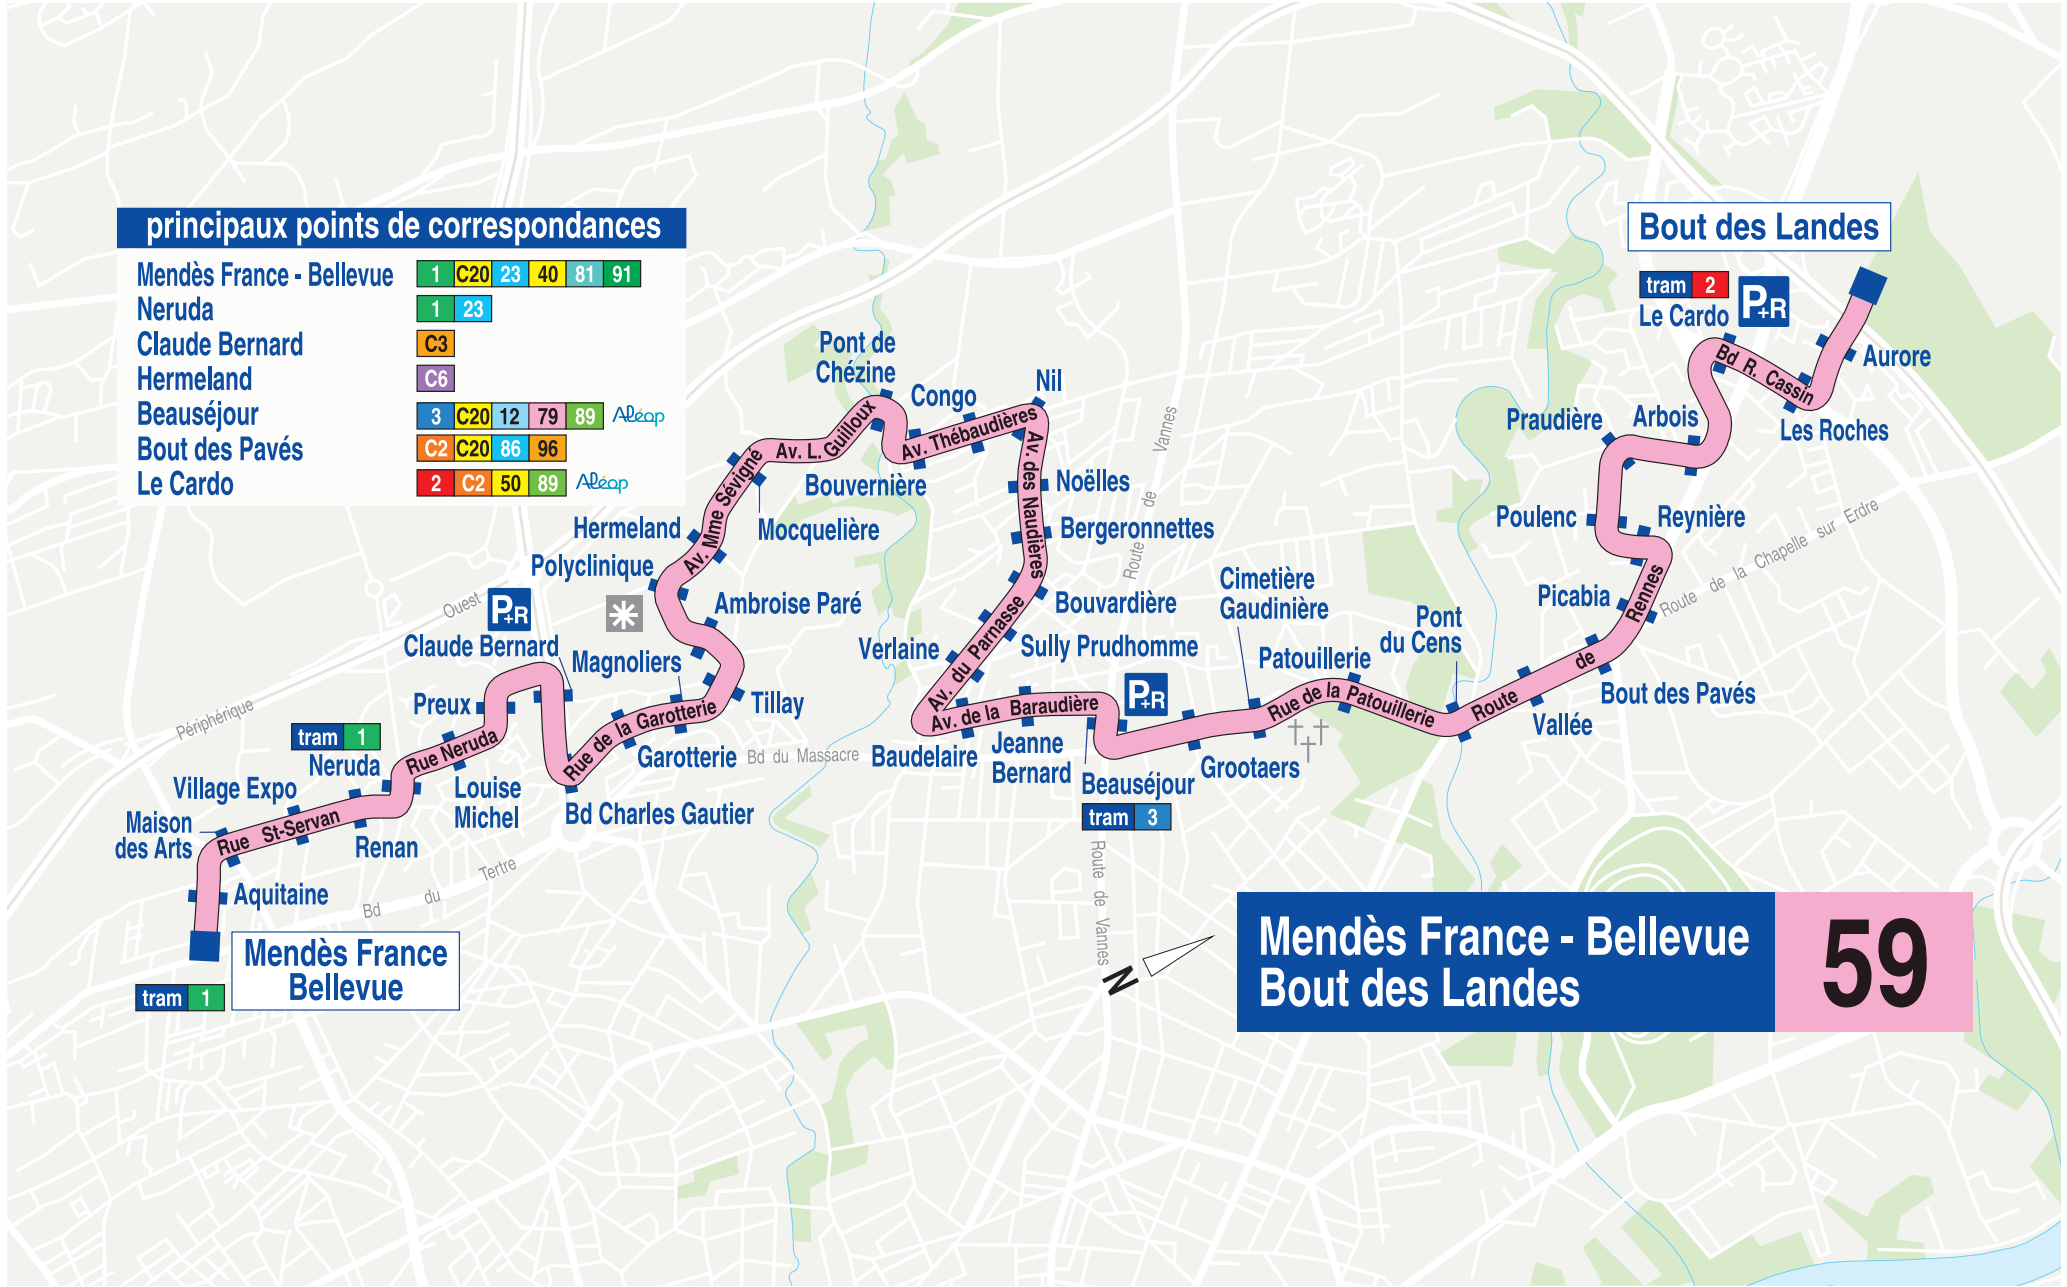 principaux points de correspondances
Mendès France - Bellevue 1 C20 23 40 81 91
Neruda 1 23
Claude Bernard C3
Hermeland C6
Beauséjour 3 C20 12 79 89 Aléop
Bout des Pavés C2 C20 86 96
Le Cardo 2 C2 50 89 Aléop
Bout des Landes
tram 2
P+R
Le Cardo
Aurore
Bd R. Cassin
Les Roches
Arbois
Praudière
Poulenc
Reynière
Route de la Chapelle sur Erdre
Picabia
Route de Rennes
Bout des Pavés
Vallée
Pont
du Cens
Patouillerie
Rue de la Patouillerie
Cimetière
Gaudinière
Grootaers
P+R
Beauséjour
tram 3
Route de Vannes
Route de Vannes
Jeanne
Bernard
Av. de la Baraudière
Baudelaire
Verlaine
Av. du Parnasse
Sully Prudhomme
Bouvardière
Bergeronnettes
Noëlles
Av. des Naudières
Nil
Av. Thébaudières
Congo
Bouvernière
Pont de
Chézine
Av. L. Guilloux
Mocquelière
Av. Mme Sévigne
Hermeland
Polyclinique
Ambroise Paré
Magnoliers
Tillay
Rue de la Garotterie
Garotterie
Bd du Massacre
Bd Charles Gautier
P+R
Claude Bernard
Ouest
Périphérique
Preux
Rue Neruda
Louise
Michel
tram 1
Neruda
Renan
Village Expo
Rue St-Servan
Maison
des Arts
Aquitaine
Bd du Tertre
Mendès France
Bellevue
tram 1
N
Mendès France - Bellevue
Bout des Landes
59